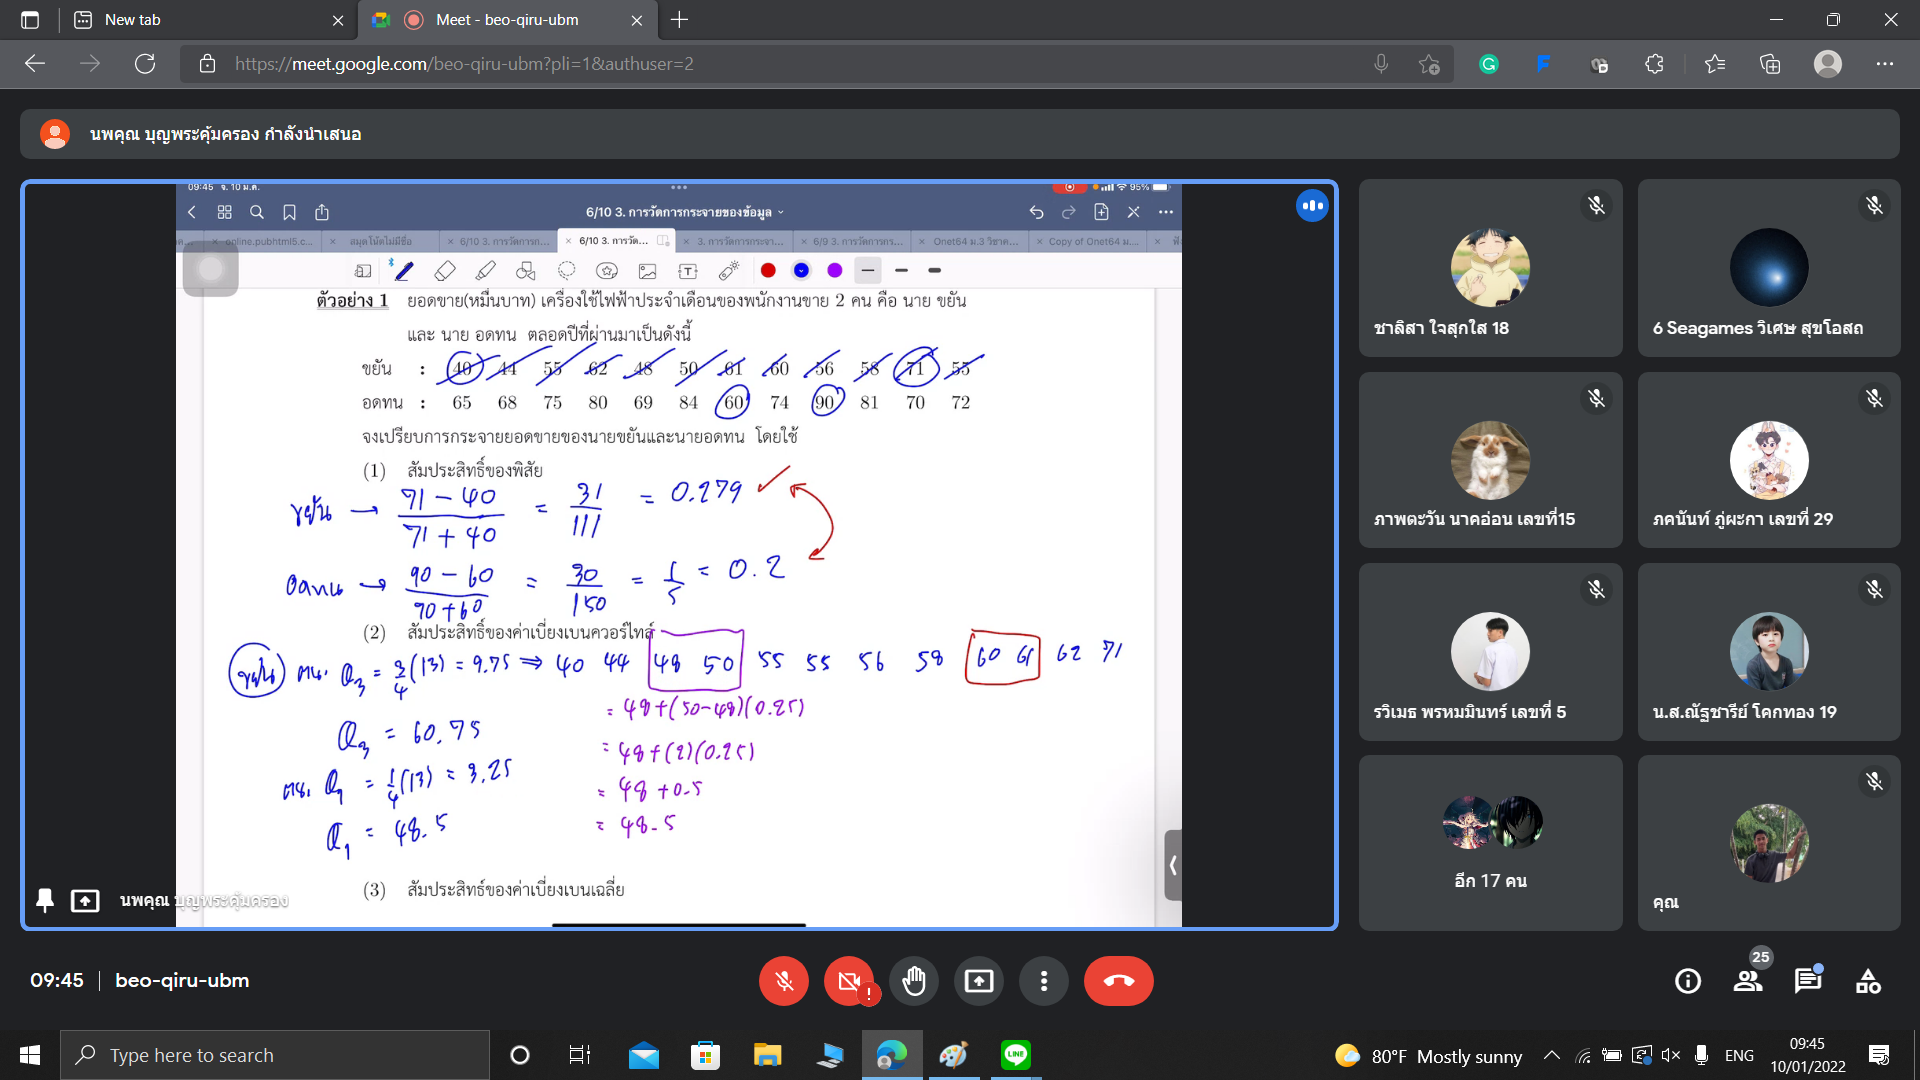 New tab
Meet - beo-qiru-ubm
https://meet.google.com/beo-qiru-ubm?pli=1&authuser=2
นพคุณ บุญพระคุ้มครอง กำลังนำเสนอ
09:45 จ. 10 ม.ค.
95%
6/10 3. การวัดการกระจายของข้อมูล
online.pubhtml5.c...
สมุดโน้ตไม่มีชื่อ
6/10 3. การวัดการก...
6/10 3. การวัด...
3. การวัดการกระจา...
6/9 3. การวัดการกร...
Onet64 ม.3 วิชาค...
Copy of Onet64 ม....
ตัวอย่าง 1 ยอดขาย(หมื่นบาท) เครื่องใช้ไฟฟ้าประจำเดือนของพนักงานขาย 2 คน คือ นาย ขยัน
และ นาย อดทน ตลอดปีที่ผ่านมาเป็นดังนี้
ขยัน : 40 44 55 62 48 50 61 60 56 58 71 55
อดทน : 65 68 75 80 69 84 60 74 90 81 70 72
จงเปรียบการกระจายยอดขายของนายขยันและนายอดทน โดยใช้
(1) สัมประสิทธิ์ของพิสัย
ขยัน → 71 - 40 / 71 + 40 = 31 / 111 = 0.279
อดทน → 90 - 60 / 90 + 60 = 30 / 150 = 1 / 5 = 0.2
(2) สัมประสิทธิ์ของค่าเบี่ยงเบนควอร์ไทล์
ขยัน ตน. Q3 = 3/4 (13) = 9.75 ⇒ 40 44 48 50 55 55 56 58 60 61 62 71
= 48+(50-48)(0.25)
Q3 = 60.75
= 48+(2)(0.25)
ตน. Q1 = 1/4 (13) = 3.25
= 48 + 0.5
Q1 = 48.5
= 48.5
(3) สัมประสิทธ์ของค่าเบี่ยงเบนเฉลี่ย
นพคุณ บุญพระคุ้มครอง
ชาลิสา ใจสุกใส 18
6 Seagames วิเศษ สุขโอสถ
ภาพตะวัน นาคอ่อน เลขที่15
ภคนันท์ ภู่ผะกา เลขที่ 29
รวิเมธ พรหมมินทร์ เลขที่ 5
น.ส.ณัฐชารีย์ โคกทอง 19
อีก 17 คน
คุณ
09:45 | beo-qiru-ubm
25
Type here to search
80°F Mostly sunny
ENG
09:45
10/01/2022